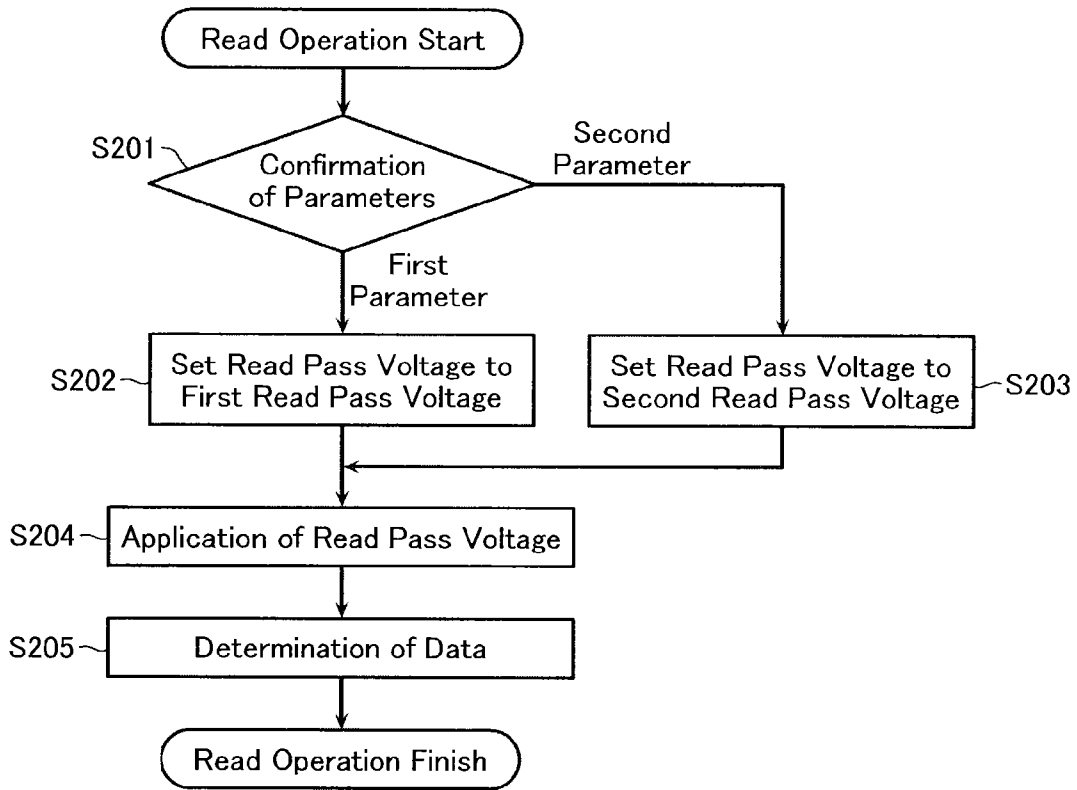 Read Operation Start
S201
Confirmation
of Parameters
Second
Parameter
First
Parameter
S202
Set Read Pass Voltage to
First Read Pass Voltage
Set Read Pass Voltage to
Second Read Pass Voltage
S203
S204
Application of Read Pass Voltage
S205
Determination of Data
Read Operation Finish